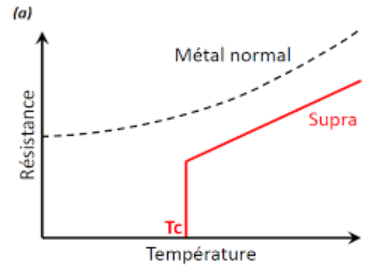 (a)
Métal normal
Résistance
Supra
Tc
Température